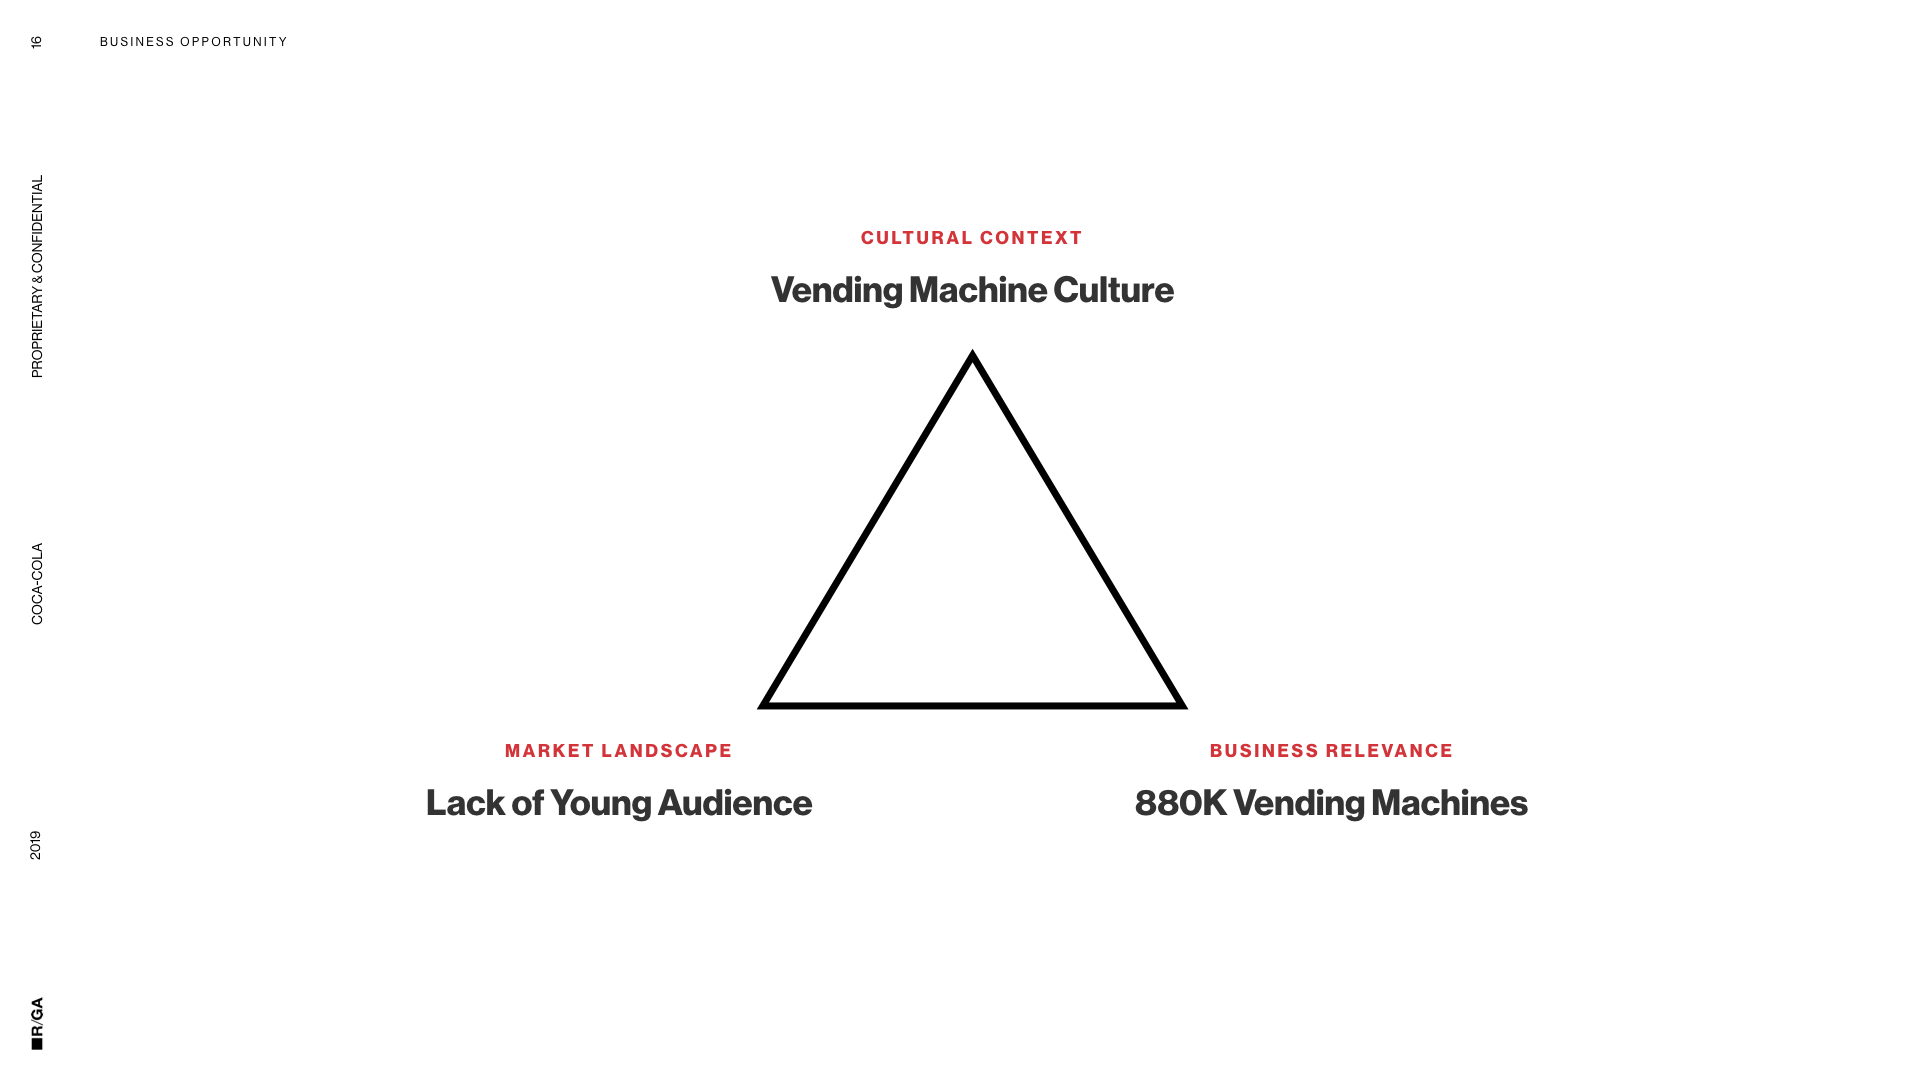 16
BUSINESS OPPORTUNITY
PROPRIETARY & CONFIDENTIAL
COCA-COLA
2019
R/GA
CULTURAL CONTEXT
Vending Machine Culture
MARKET LANDSCAPE
Lack of Young Audience
BUSINESS RELEVANCE
880K Vending Machines